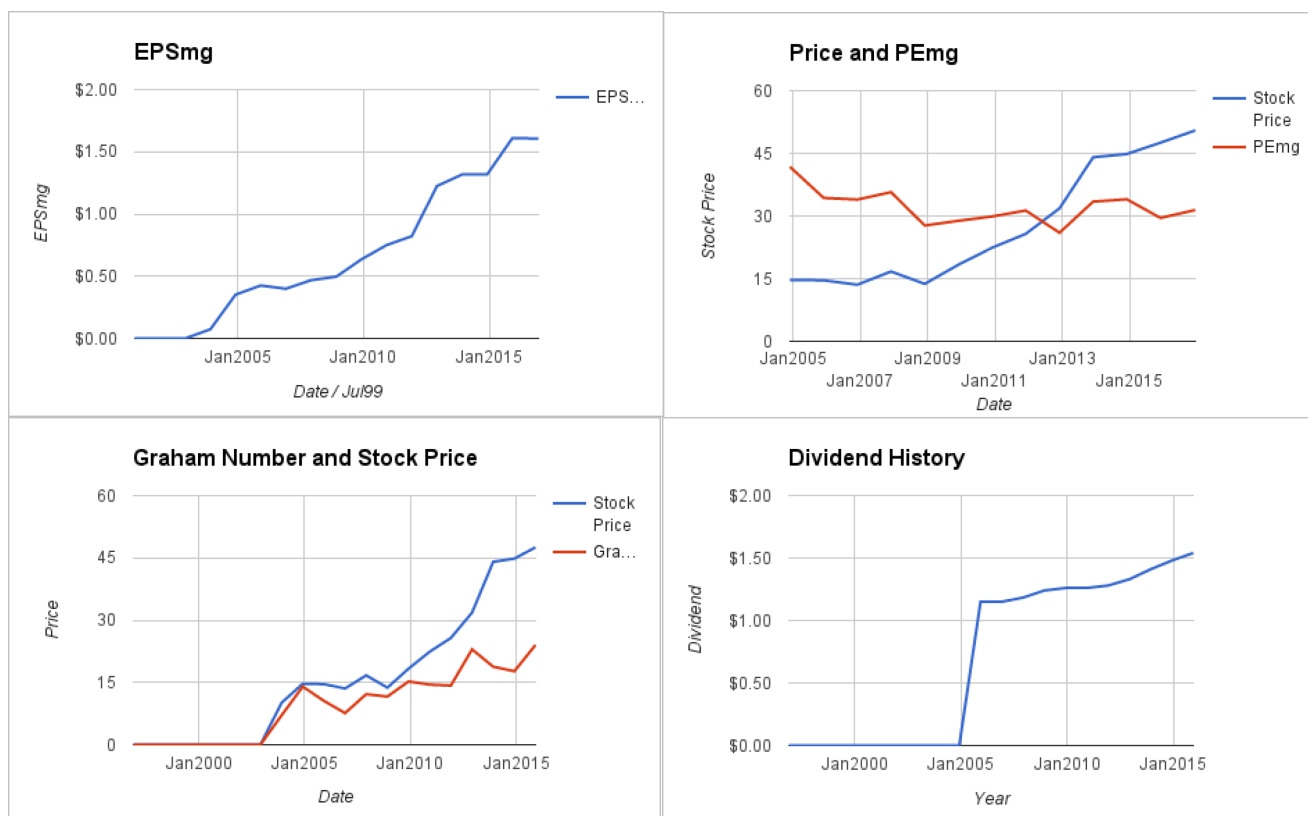 EPSmg
$2.00
$1.50
$1.00
$0.50
$0.00
EPSmg
Jan2005
Jan2010
Jan2015
Date / Jul99
EPS…
Price and PEmg
60
45
30
15
0
Stock Price
Jan2005
Jan2009
Jan2013
Jan2007
Jan2011
Jan2015
Date
Stock
Price
PEmg
Graham Number and Stock Price
60
45
30
15
0
Price
Jan2000
Jan2005
Jan2010
Jan2015
Date
Stock
Price
Gra…
Dividend History
$2.00
$1.50
$1.00
$0.50
$0.00
Dividend
Jan2000
Jan2005
Jan2010
Jan2015
Year